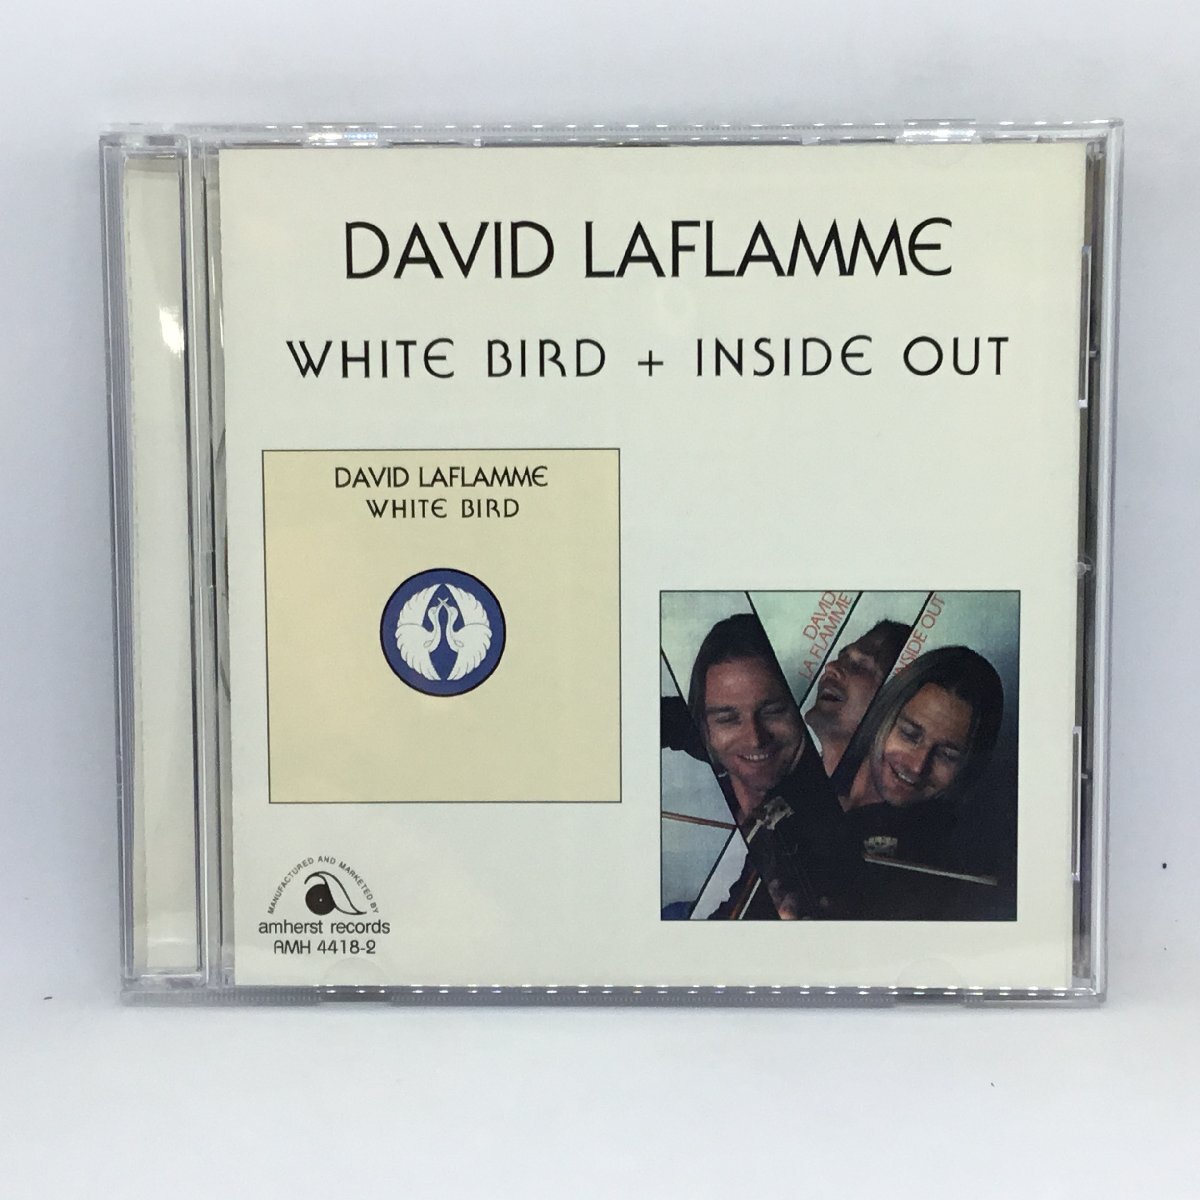 DAVID LAFLAMME
WHITE BIRD + INSIDE OUT
DAVID LAFLAMME
WHITE BIRD
DAVID
LA FLAMME
INSIDE OUT
MANUFACTURED AND MARKETED BY
amherst records
AMH 4418-2